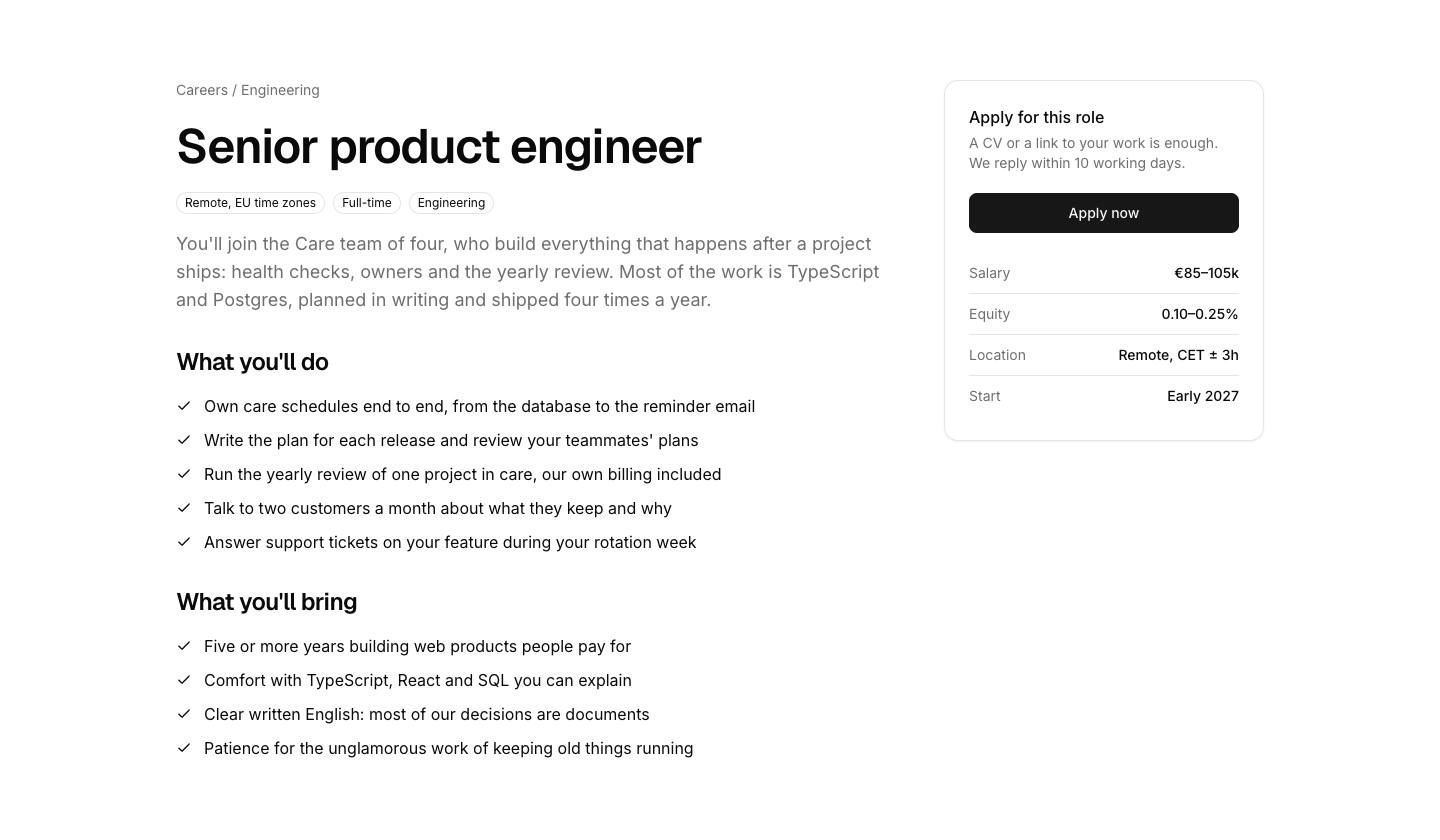 Careers / Engineering
Senior product engineer
Remote, EU time zones
Full-time
Engineering
You'll join the Care team of four, who build everything that happens after a project
ships: health checks, owners and the yearly review. Most of the work is TypeScript
and Postgres, planned in writing and shipped four times a year.
What you'll do
Own care schedules end to end, from the database to the reminder email
Write the plan for each release and review your teammates' plans
Run the yearly review of one project in care, our own billing included
Talk to two customers a month about what they keep and why
Answer support tickets on your feature during your rotation week
What you'll bring
Five or more years building web products people pay for
Comfort with TypeScript, React and SQL you can explain
Clear written English: most of our decisions are documents
Patience for the unglamorous work of keeping old things running
Apply for this role
A CV or a link to your work is enough.
We reply within 10 working days.
Apply now
Salary €85–105k
Equity 0.10–0.25%
Location Remote, CET ± 3h
Start Early 2027